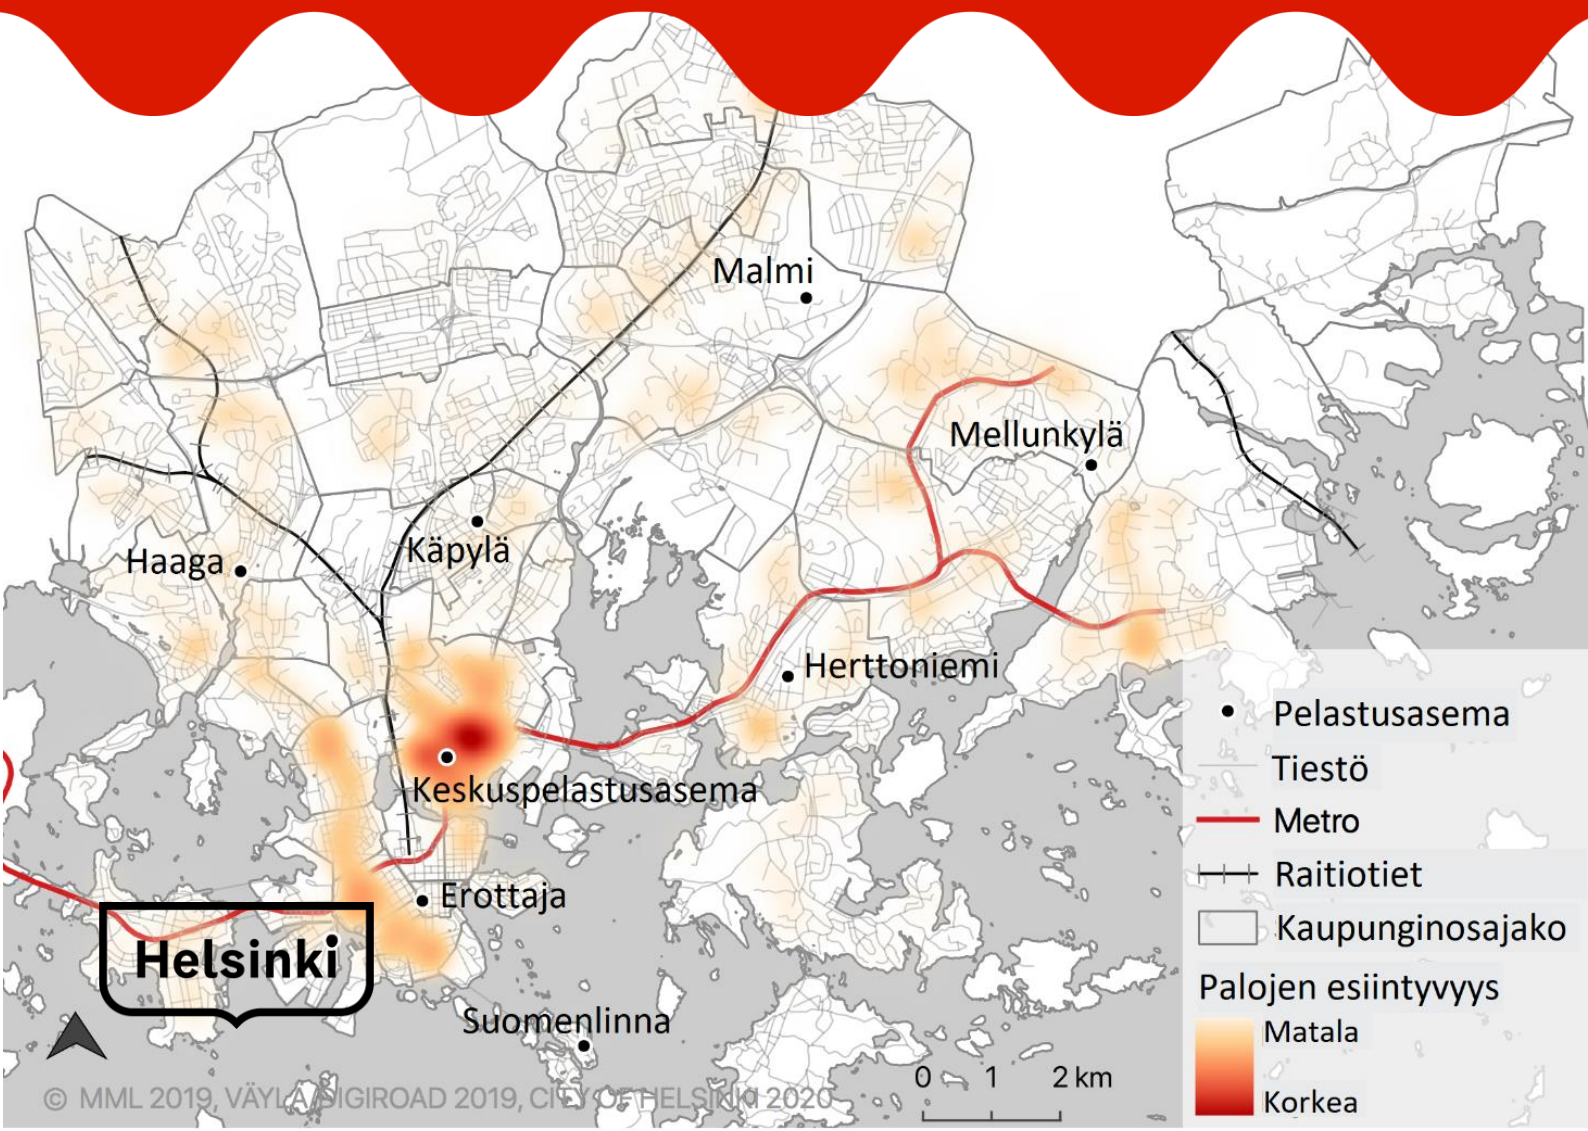 Malmi
Mellunkylä
Käpylä
Haaga
Herttoniemi
Keskuspelastusasema
Erottaja
Helsinki
Suomenlinna
Pelastusasema
Tiestö
Metro
Raitiotiet
Kaupunginosajako
Palojen esiintyvyys
Matala
Korkea
0 1 2 km
© MML 2019, VÄYLÄ/DIGIROAD 2019, CITY OF HELSINKI 2020